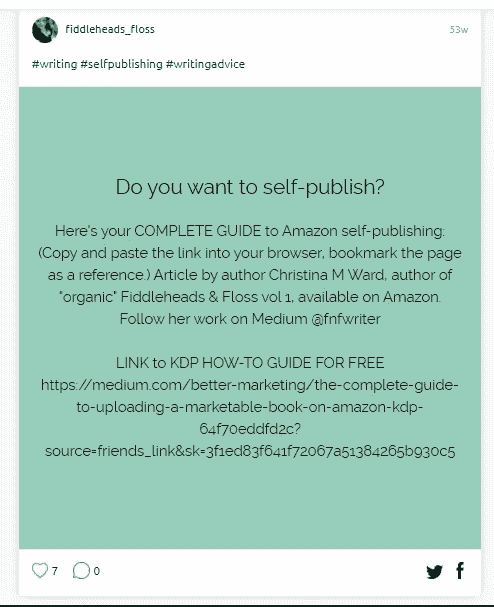 fiddleheads_floss
53w
#writing #selfpublishing #writingadvice
Do you want to self-publish?
Here's your COMPLETE GUIDE to Amazon self-publishing:
(Copy and paste the link into your browser, bookmark the page
as a reference.) Article by author Christina M Ward, author of
"organic" Fiddleheads & Floss vol 1, available on Amazon.
Follow her work on Medium @fnfwriter
LINK to KDP HOW-TO GUIDE FOR FREE
https://medium.com/better-marketing/the-complete-guide-
to-uploading-a-marketable-book-on-amazon-kdp-
64f70eddfd2c?
source=friends_link&sk=3f1ed83f641f72067a51384265b930c5
7
0